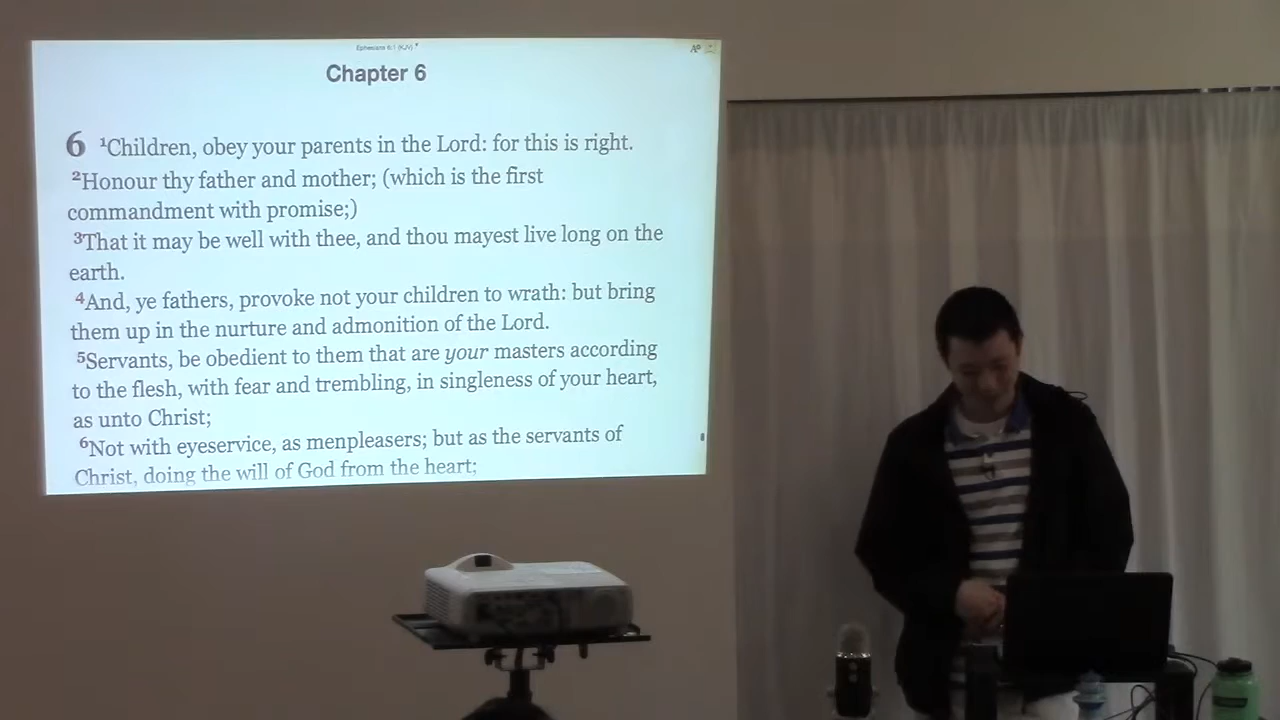 Ephesians 6:1 (KJV)
Chapter 6
6 ¹Children, obey your parents in the Lord: for this is right.
²Honour thy father and mother; (which is the first
commandment with promise;)
³That it may be well with thee, and thou mayest live long on the
earth.
⁴And, ye fathers, provoke not your children to wrath: but bring
them up in the nurture and admonition of the Lord.
⁵Servants, be obedient to them that are your masters according
to the flesh, with fear and trembling, in singleness of your heart,
as unto Christ;
⁶Not with eyeservice, as menpleasers; but as the servants of
Christ, doing the will of God from the heart;